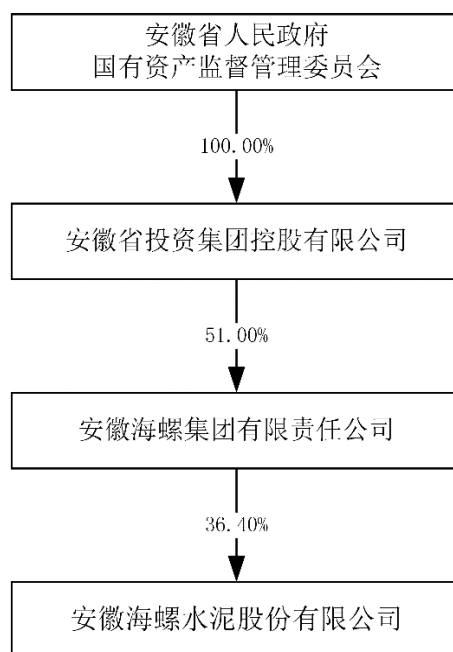 安徽省人民政府
国有资产监督管理委员会
100.00%
安徽省投资集团控股有限公司
51.00%
安徽海螺集团有限责任公司
36.40%
安徽海螺水泥股份有限公司